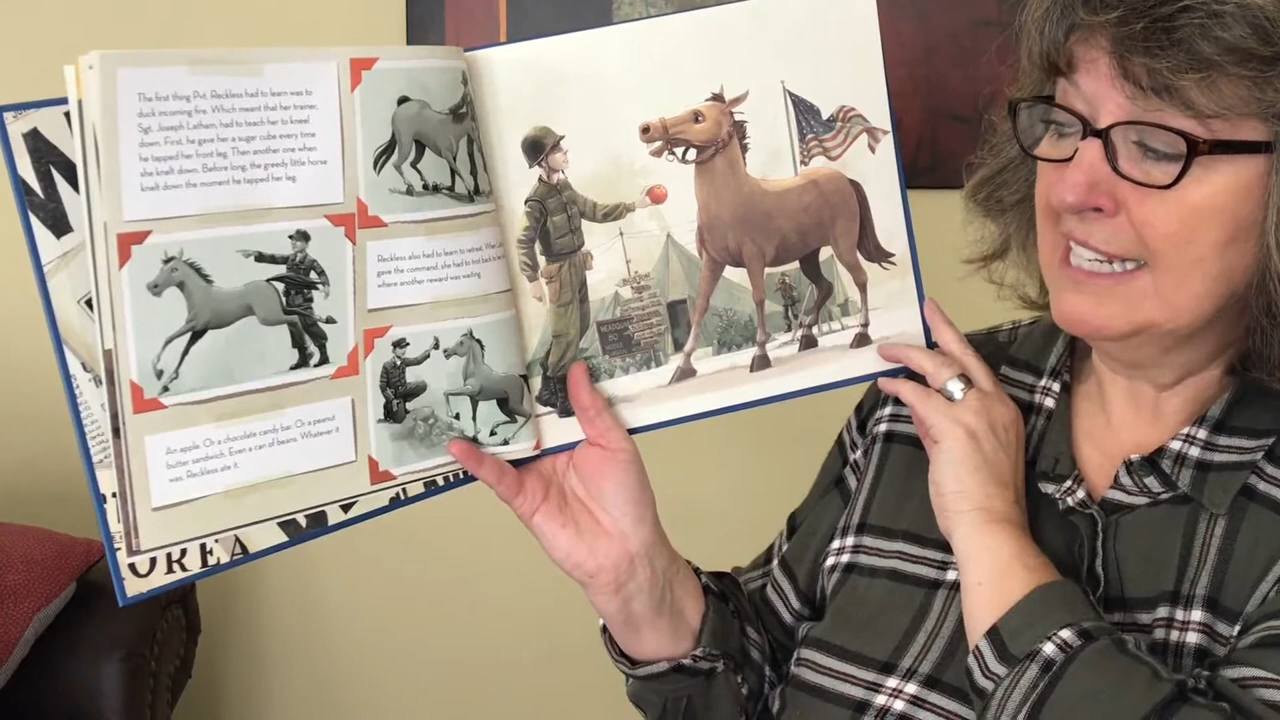 The first thing Pvt. Reckless had to learn was to
duck incoming fire. Which meant that her trainer,
Sgt. Joseph Latham, had to teach her to kneel
down. First, he gave her a sugar cube every time
he tapped her front leg. Then another one when
she knelt down. Before long, the greedy little horse
knelt down the moment he tapped her leg.
Reckless also had to learn to retreat. When
gave the command, she had to trot back to
where another reward was waiting.
An apple. Or a chocolate candy bar. Or a peanut
butter sandwich. Even a can of beans. Whatever it
was, Reckless ate it.
W
OREA